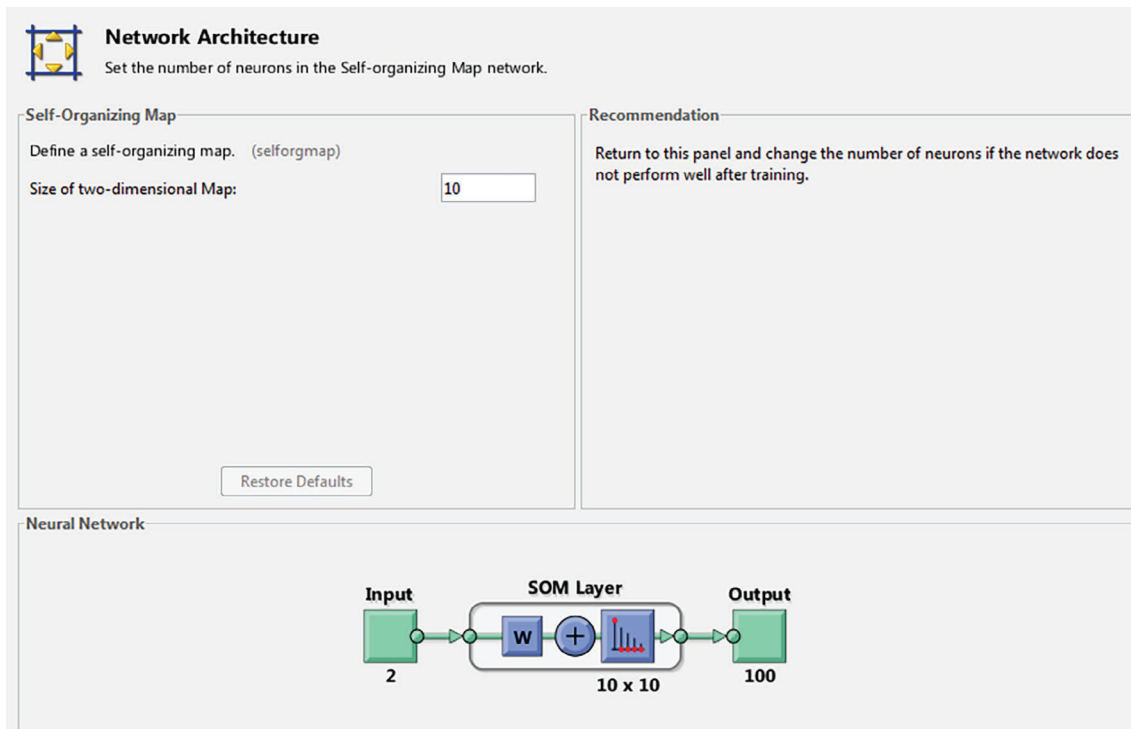 Network Architecture
Set the number of neurons in the Self-organizing Map network.
Self-Organizing Map
Define a self-organizing map. (selforgmap)
Size of two-dimensional Map: 10
Restore Defaults
Recommendation
Return to this panel and change the number of neurons if the network does
not perform well after training.
Neural Network
Input
SOM Layer
Output
W
+
2
10 x 10
100